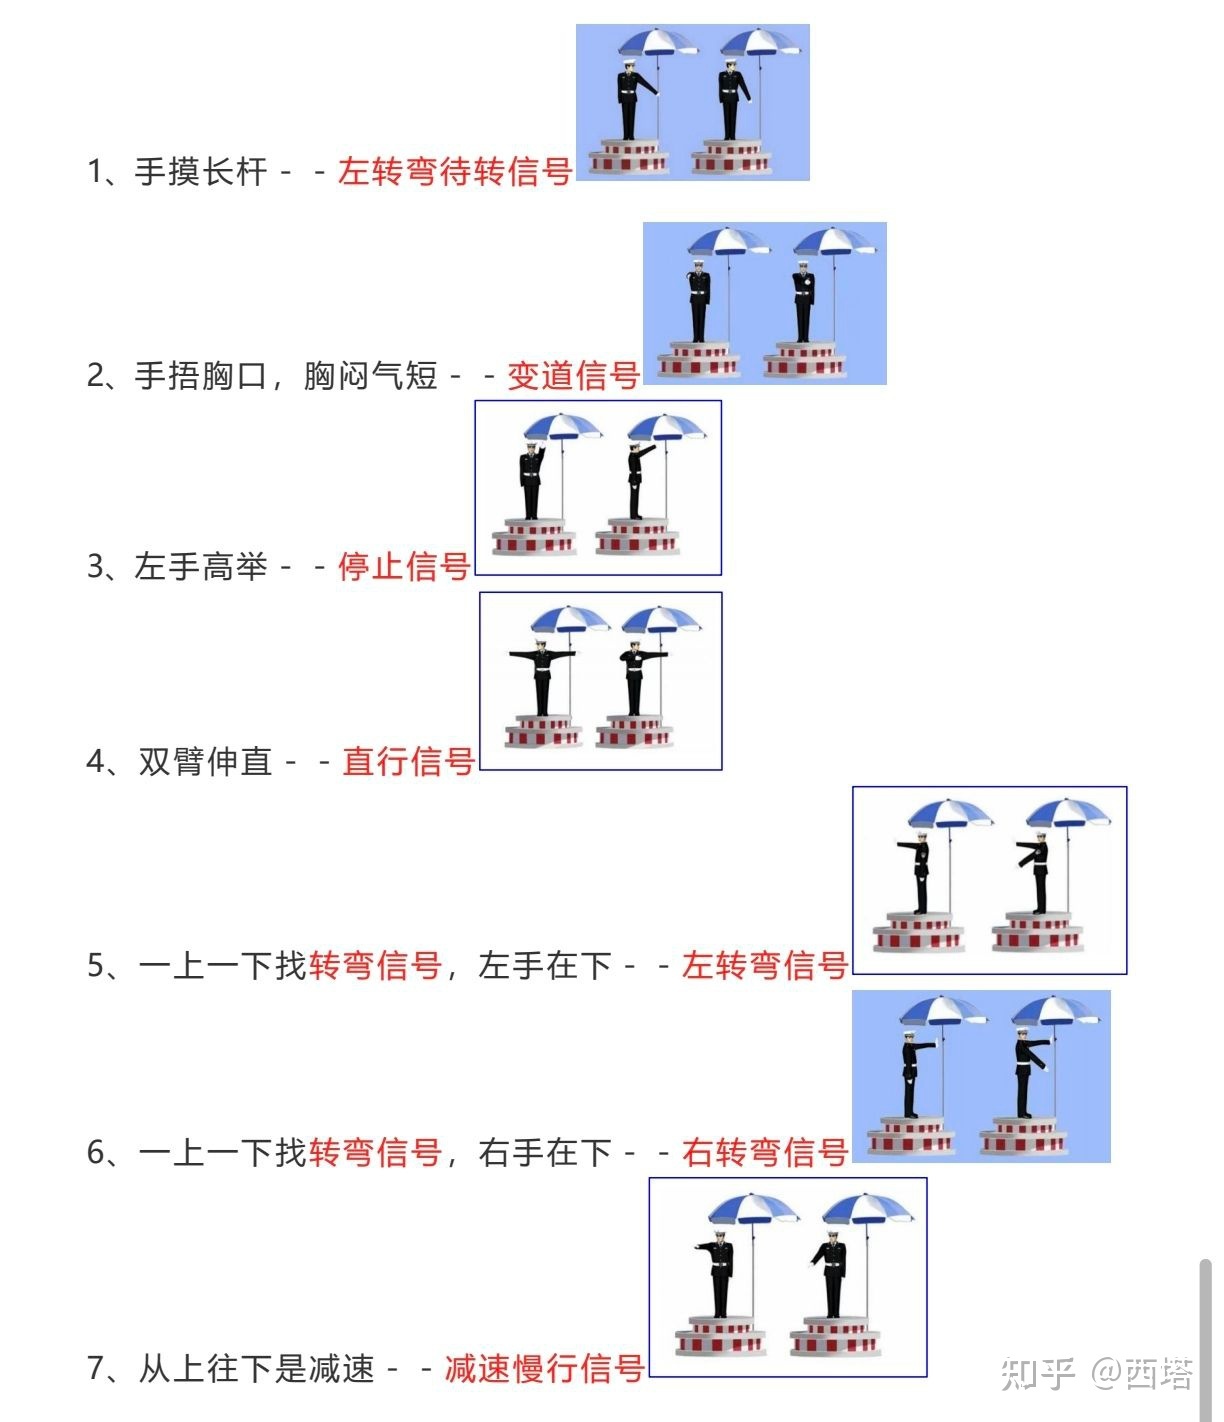 1、手摸长杆 - - 左转弯待转信号
2、手捂胸口，胸闷气短 - - 变道信号
3、左手高举 - - 停止信号
4、双臂伸直 - - 直行信号
5、一上一下找转弯信号，左手在下 - - 左转弯信号
6、一上一下找转弯信号，右手在下 - - 右转弯信号
7、从上往下是减速 - - 减速慢行信号
知乎 @西塔